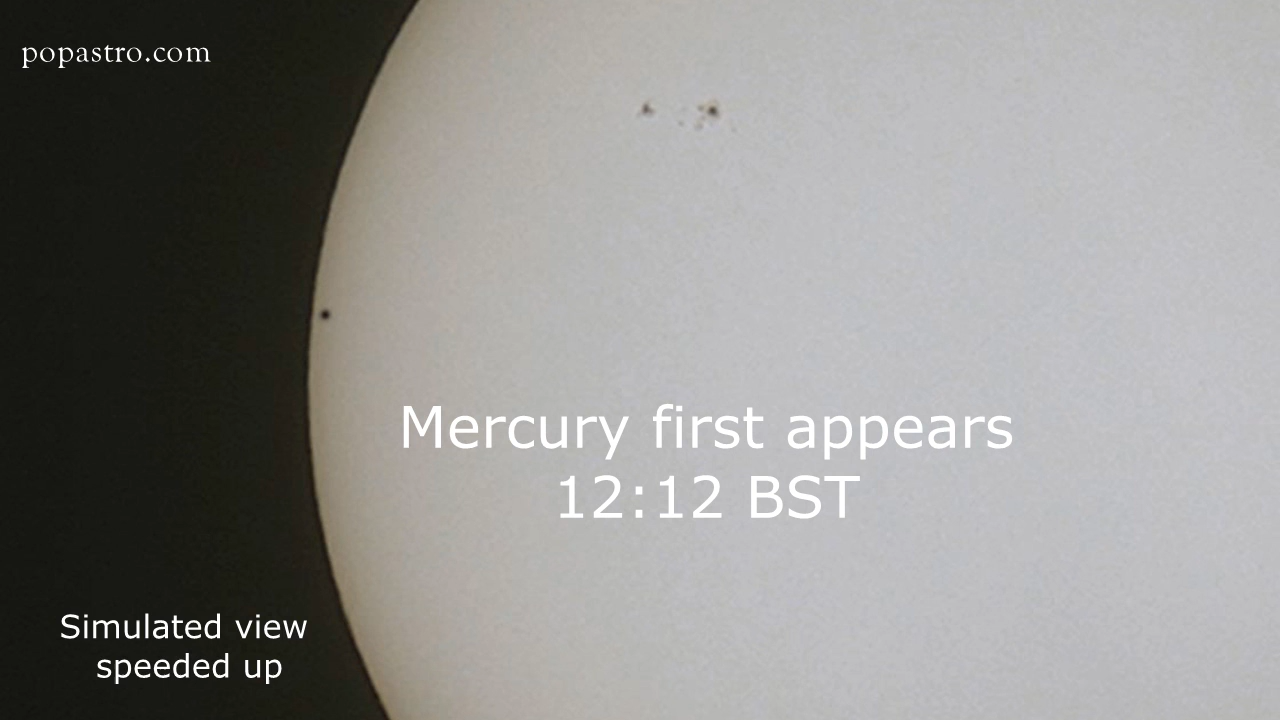 popastro.com
Mercury first appears
12:12 BST
Simulated view
speeded up